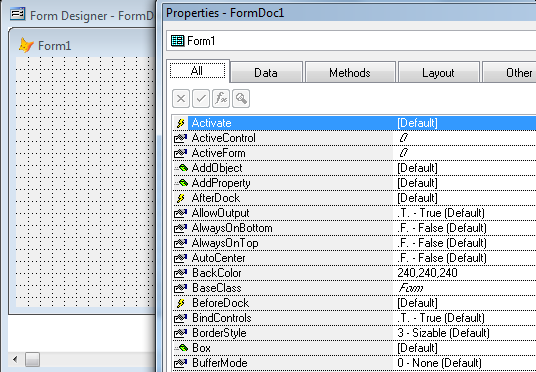 Form Designer - FormD
Form1
Properties - FormDoc1
Form1
All Data Methods Layout Other
Activate [Default]
ActiveControl ()
ActiveForm ()
AddObject [Default]
AddProperty [Default]
AfterDock [Default]
AllowOutput .T. - True (Default)
AlwaysOnBottom .F. - False (Default)
AlwaysOnTop .F. - False (Default)
AutoCenter .F. - False (Default)
BackColor 240,240,240
BaseClass Form
BeforeDock [Default]
BindControls .T. - True (Default)
BorderStyle 3 - Sizable (Default)
Box [Default]
BufferMode 0 - None (Default)